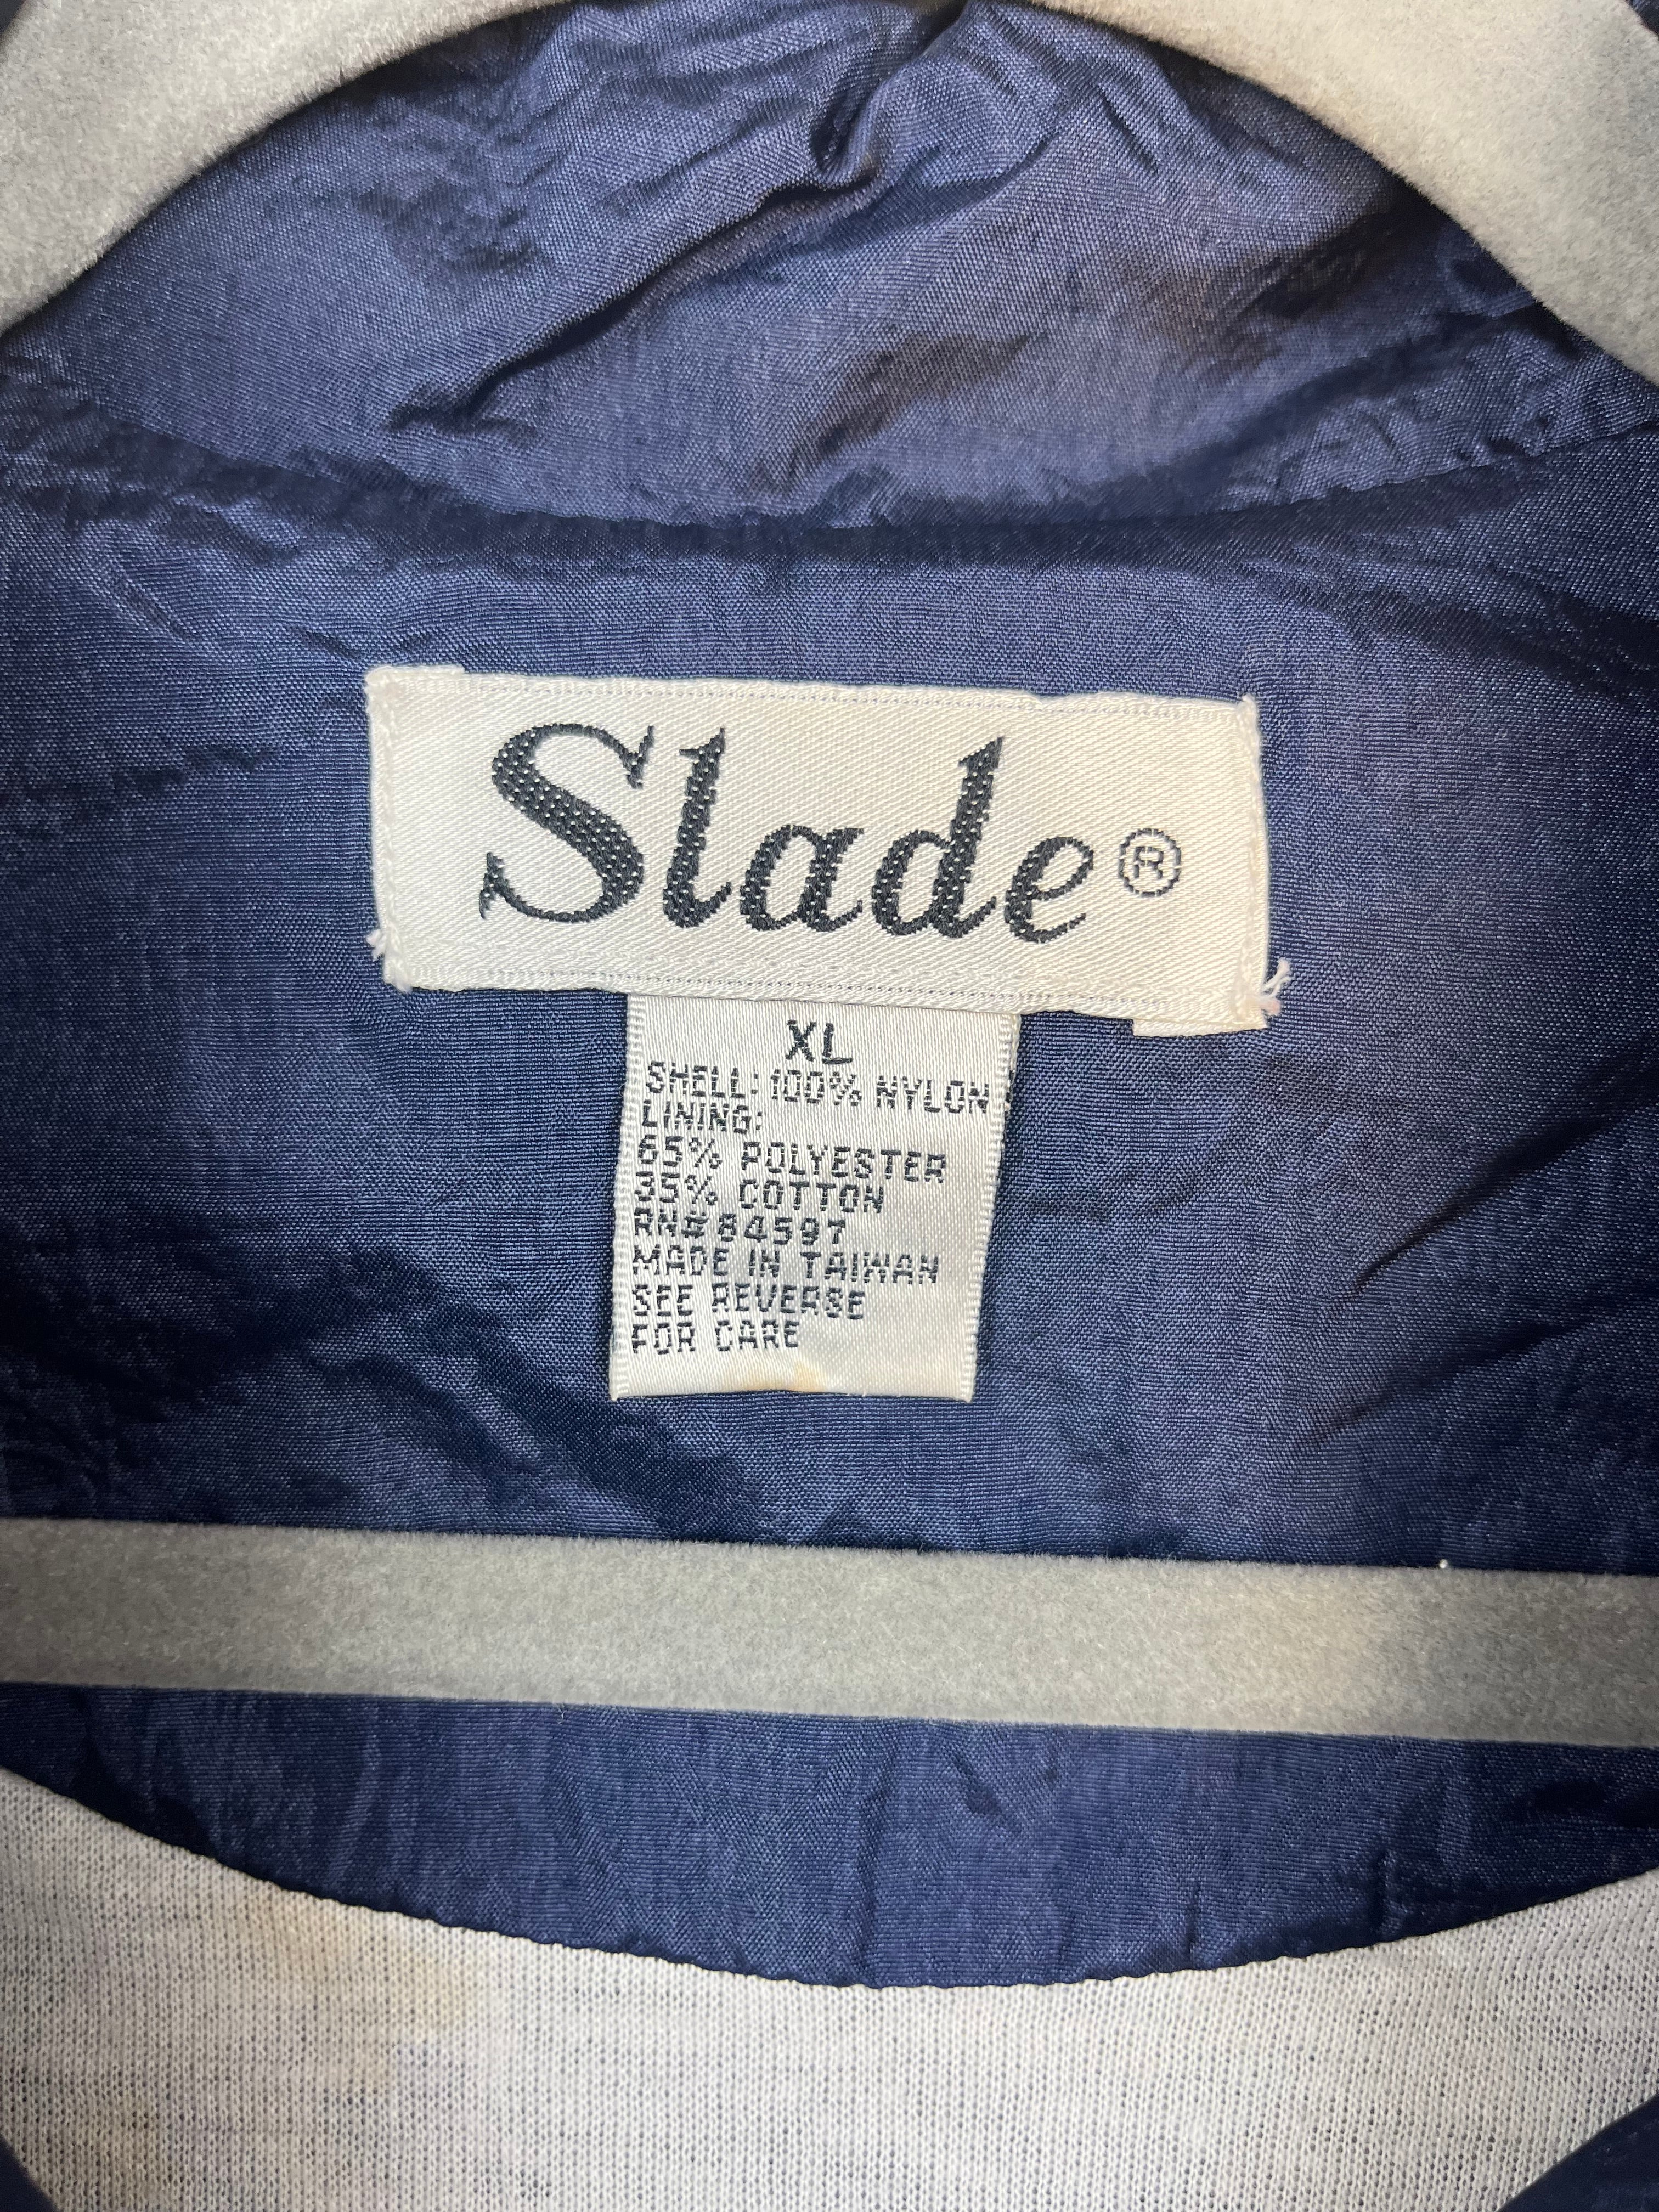 Slade®
XL
SHELL: 100% NYLON
LINING:
65% POLYESTER
35% COTTON
RN#84597
MADE IN TAIWAN
SEE REVERSE
FOR CARE